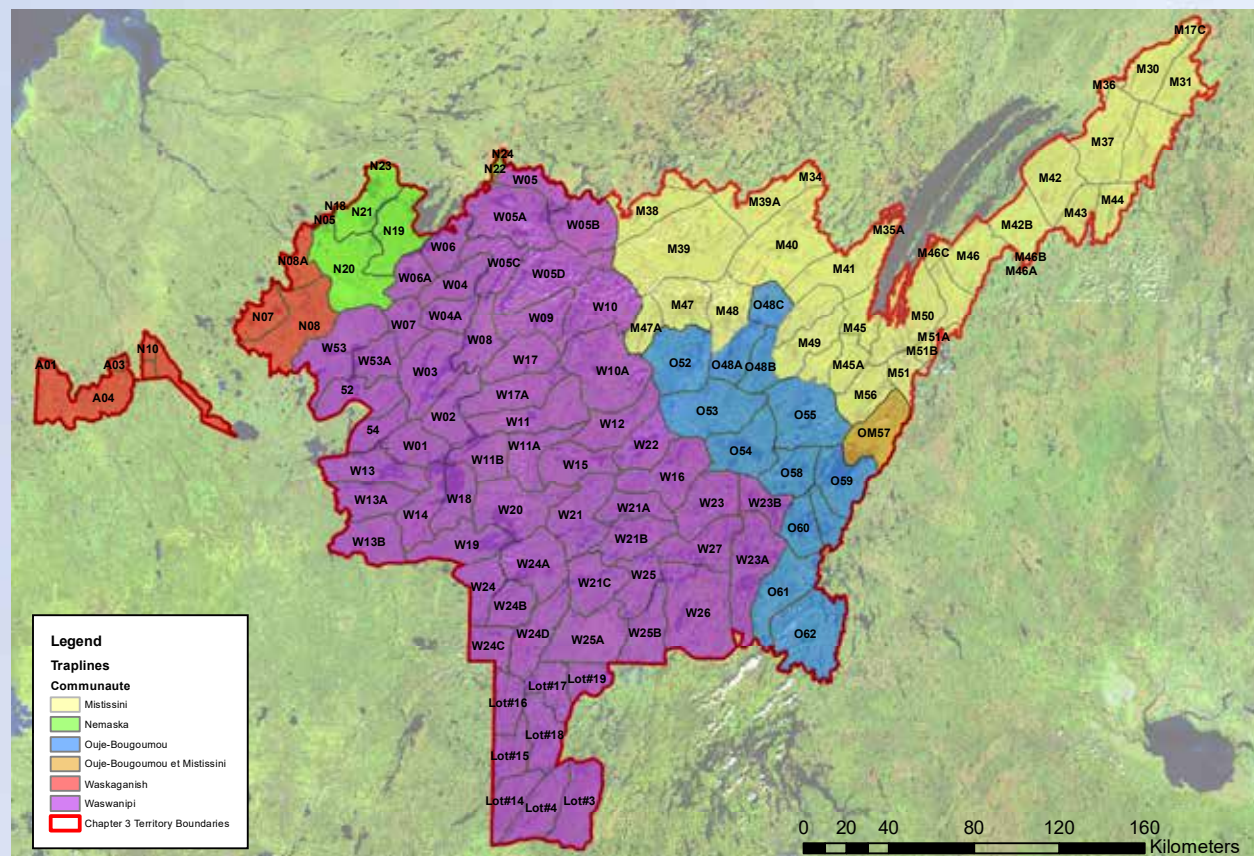 M17C
M30
M36
M31
M37
N24
N22
N23
W05
M34
M42
N18
N05
N21
M38
M39A
M44
M43
W05A
W05B
M42B
N19
M35A
W06
M39
M40
M46C
M46
M46B
N08A
N20
W05C
M41
M46A
W06A
W04
W05D
N07
N08
W04A
W10
M47
M48
O48C
M50
W07
W09
M47A
M45
M51A
W53
W08
M49
M51B
N10
A01
A03
W53A
W17
O52
O48A
O48B
M45A
W03
W10A
M51
A04
52
W17A
M56
W02
O53
O55
54
W11
W12
OM57
W01
W11A
W22
O54
W11B
W15
W13
W16
O58
O59
W13A
W18
W23
W23B
W14
W20
W21
W21A
O60
W13B
W19
W21B
W27
W24A
W23A
W24
W21C
W25
O61
W24B
W26
W24D
W25A
W25B
O62
W24C
Lot#17
Lot#19
Lot#16
Lot#18
Lot#15
Lot#14
Lot#4
Lot#3
Legend
Traplines
Communaute
Mistissini
Nemaska
Ouje-Bougoumou
Ouje-Bougoumou et Mistissini
Waskaganish
Waswanipi
Chapter 3 Territory Boundaries
0 20 40 80 120 160
Kilometers